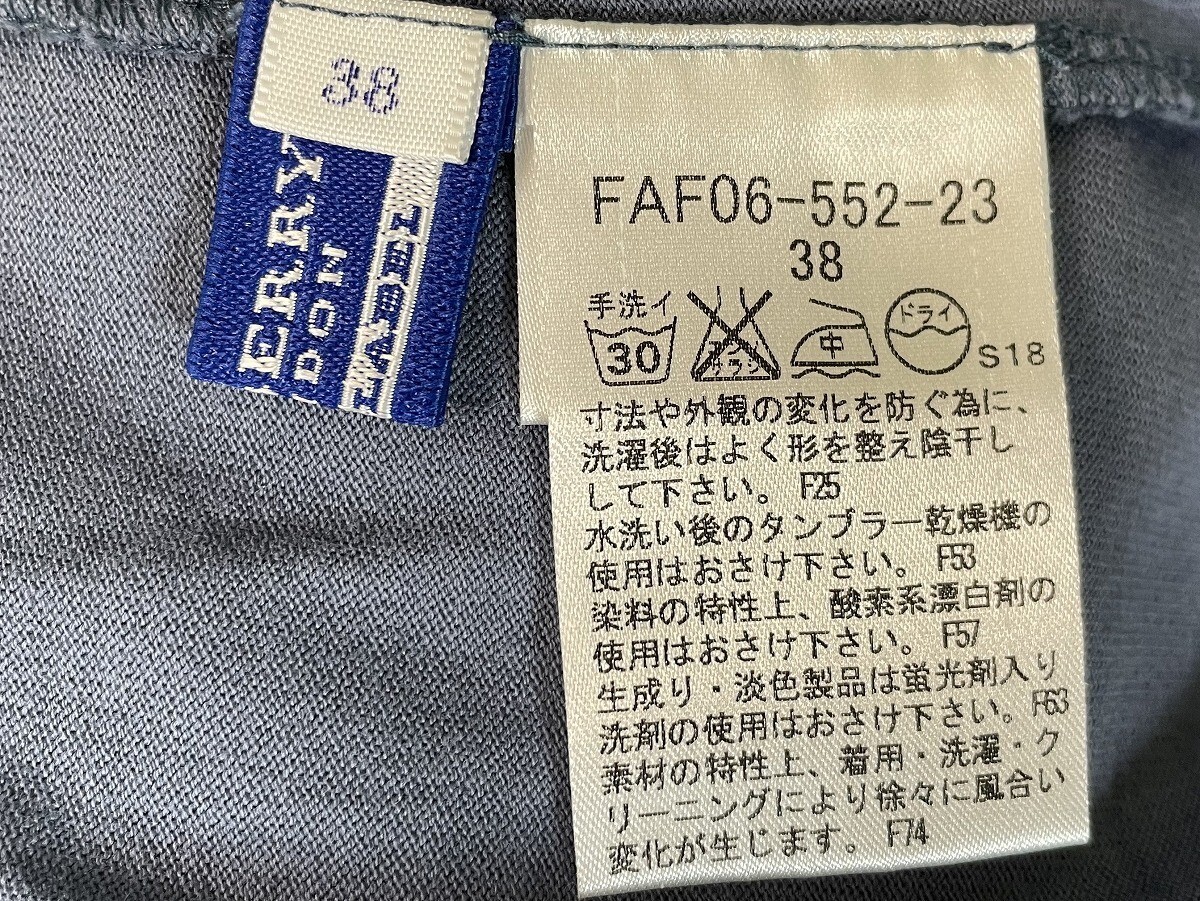 38
ERRY
DON
FAF06-552-23
38
手洗イ
30
中
ドライ
S18
寸法や外観の変化を防ぐ為に、
洗濯後はよく形を整え陰干し
して下さい。 F25
水洗い後のタンブラー乾燥機の
使用はおさけ下さい。 F53
染料の特性上、酸素系漂白剤の
使用はおさけ下さい。 F57
生成り・淡色製品は蛍光剤入り
洗剤の使用はおさけ下さい。 F63
素材の特性上、着用・洗濯・ク
リーニングにより徐々に風合い
変化が生じます。 F74